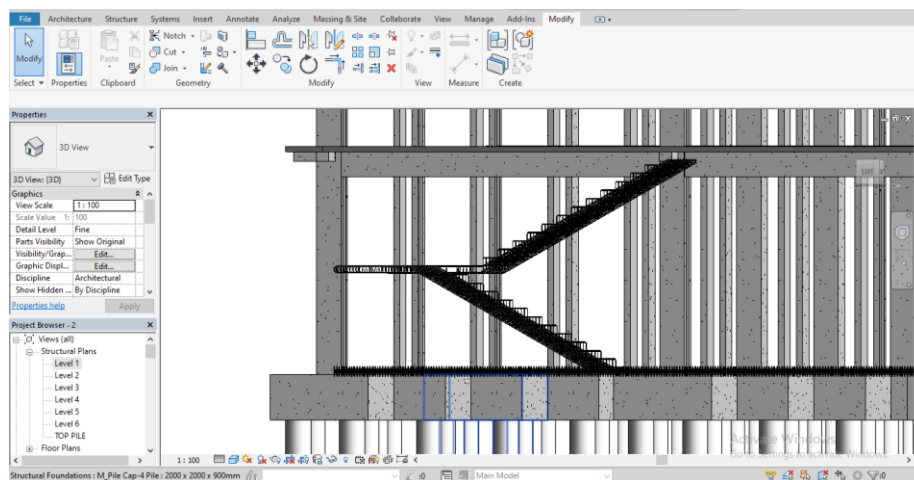 File Architecture Structure Systems Insert Annotate Analyze Massing & Site Collaborate View Manage Add-Ins Modify
Modify Paste Notch Cut Join
Select Properties Clipboard Geometry Modify View Measure Create
Properties
3D View
3D View: {3D} Edit Type
Graphics
View Scale 1 : 100
Scale Value 1: 100
Detail Level Fine
Parts Visibility Show Original
Visibility/Grap... Edit...
Graphic Displ... Edit...
Discipline Architectural
Show Hidden ... By Discipline
Properties help Apply
Project Browser - 2
Views (all)
Structural Plans
Level 1
Level 2
Level 3
Level 4
Level 5
Level 6
TOP PILE
Floor Plans
LEFT
Activate Windows
Go to Settings to activate Windows.
1 : 100
Structural Foundations : M_Pile Cap-4 Pile : 2000 x 2000 x 900mm :0 Main Model :0